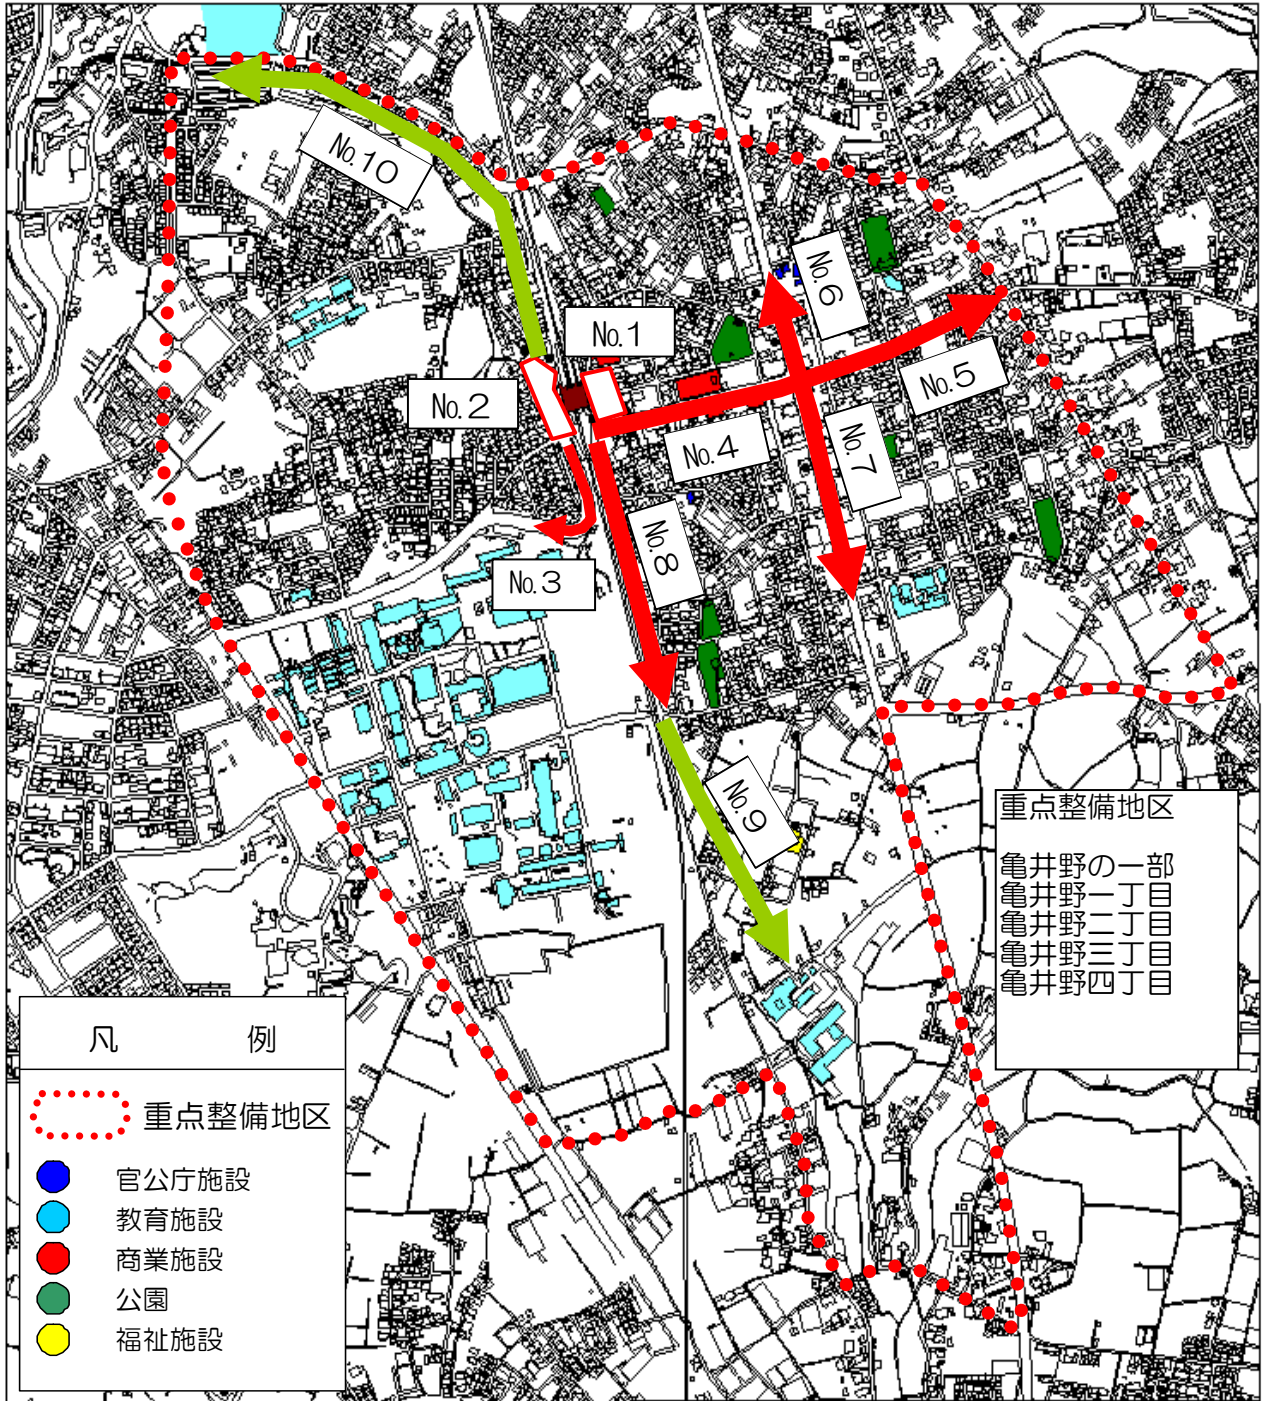 No.10
No.6
No.1
No.5
No.2
No.4
No.7
No.8
No.3
No.9
重点整備地区
亀井野の一部
亀井野一丁目
亀井野二丁目
亀井野三丁目
亀井野四丁目
凡 例
重点整備地区
官公庁施設
教育施設
商業施設
公園
福祉施設